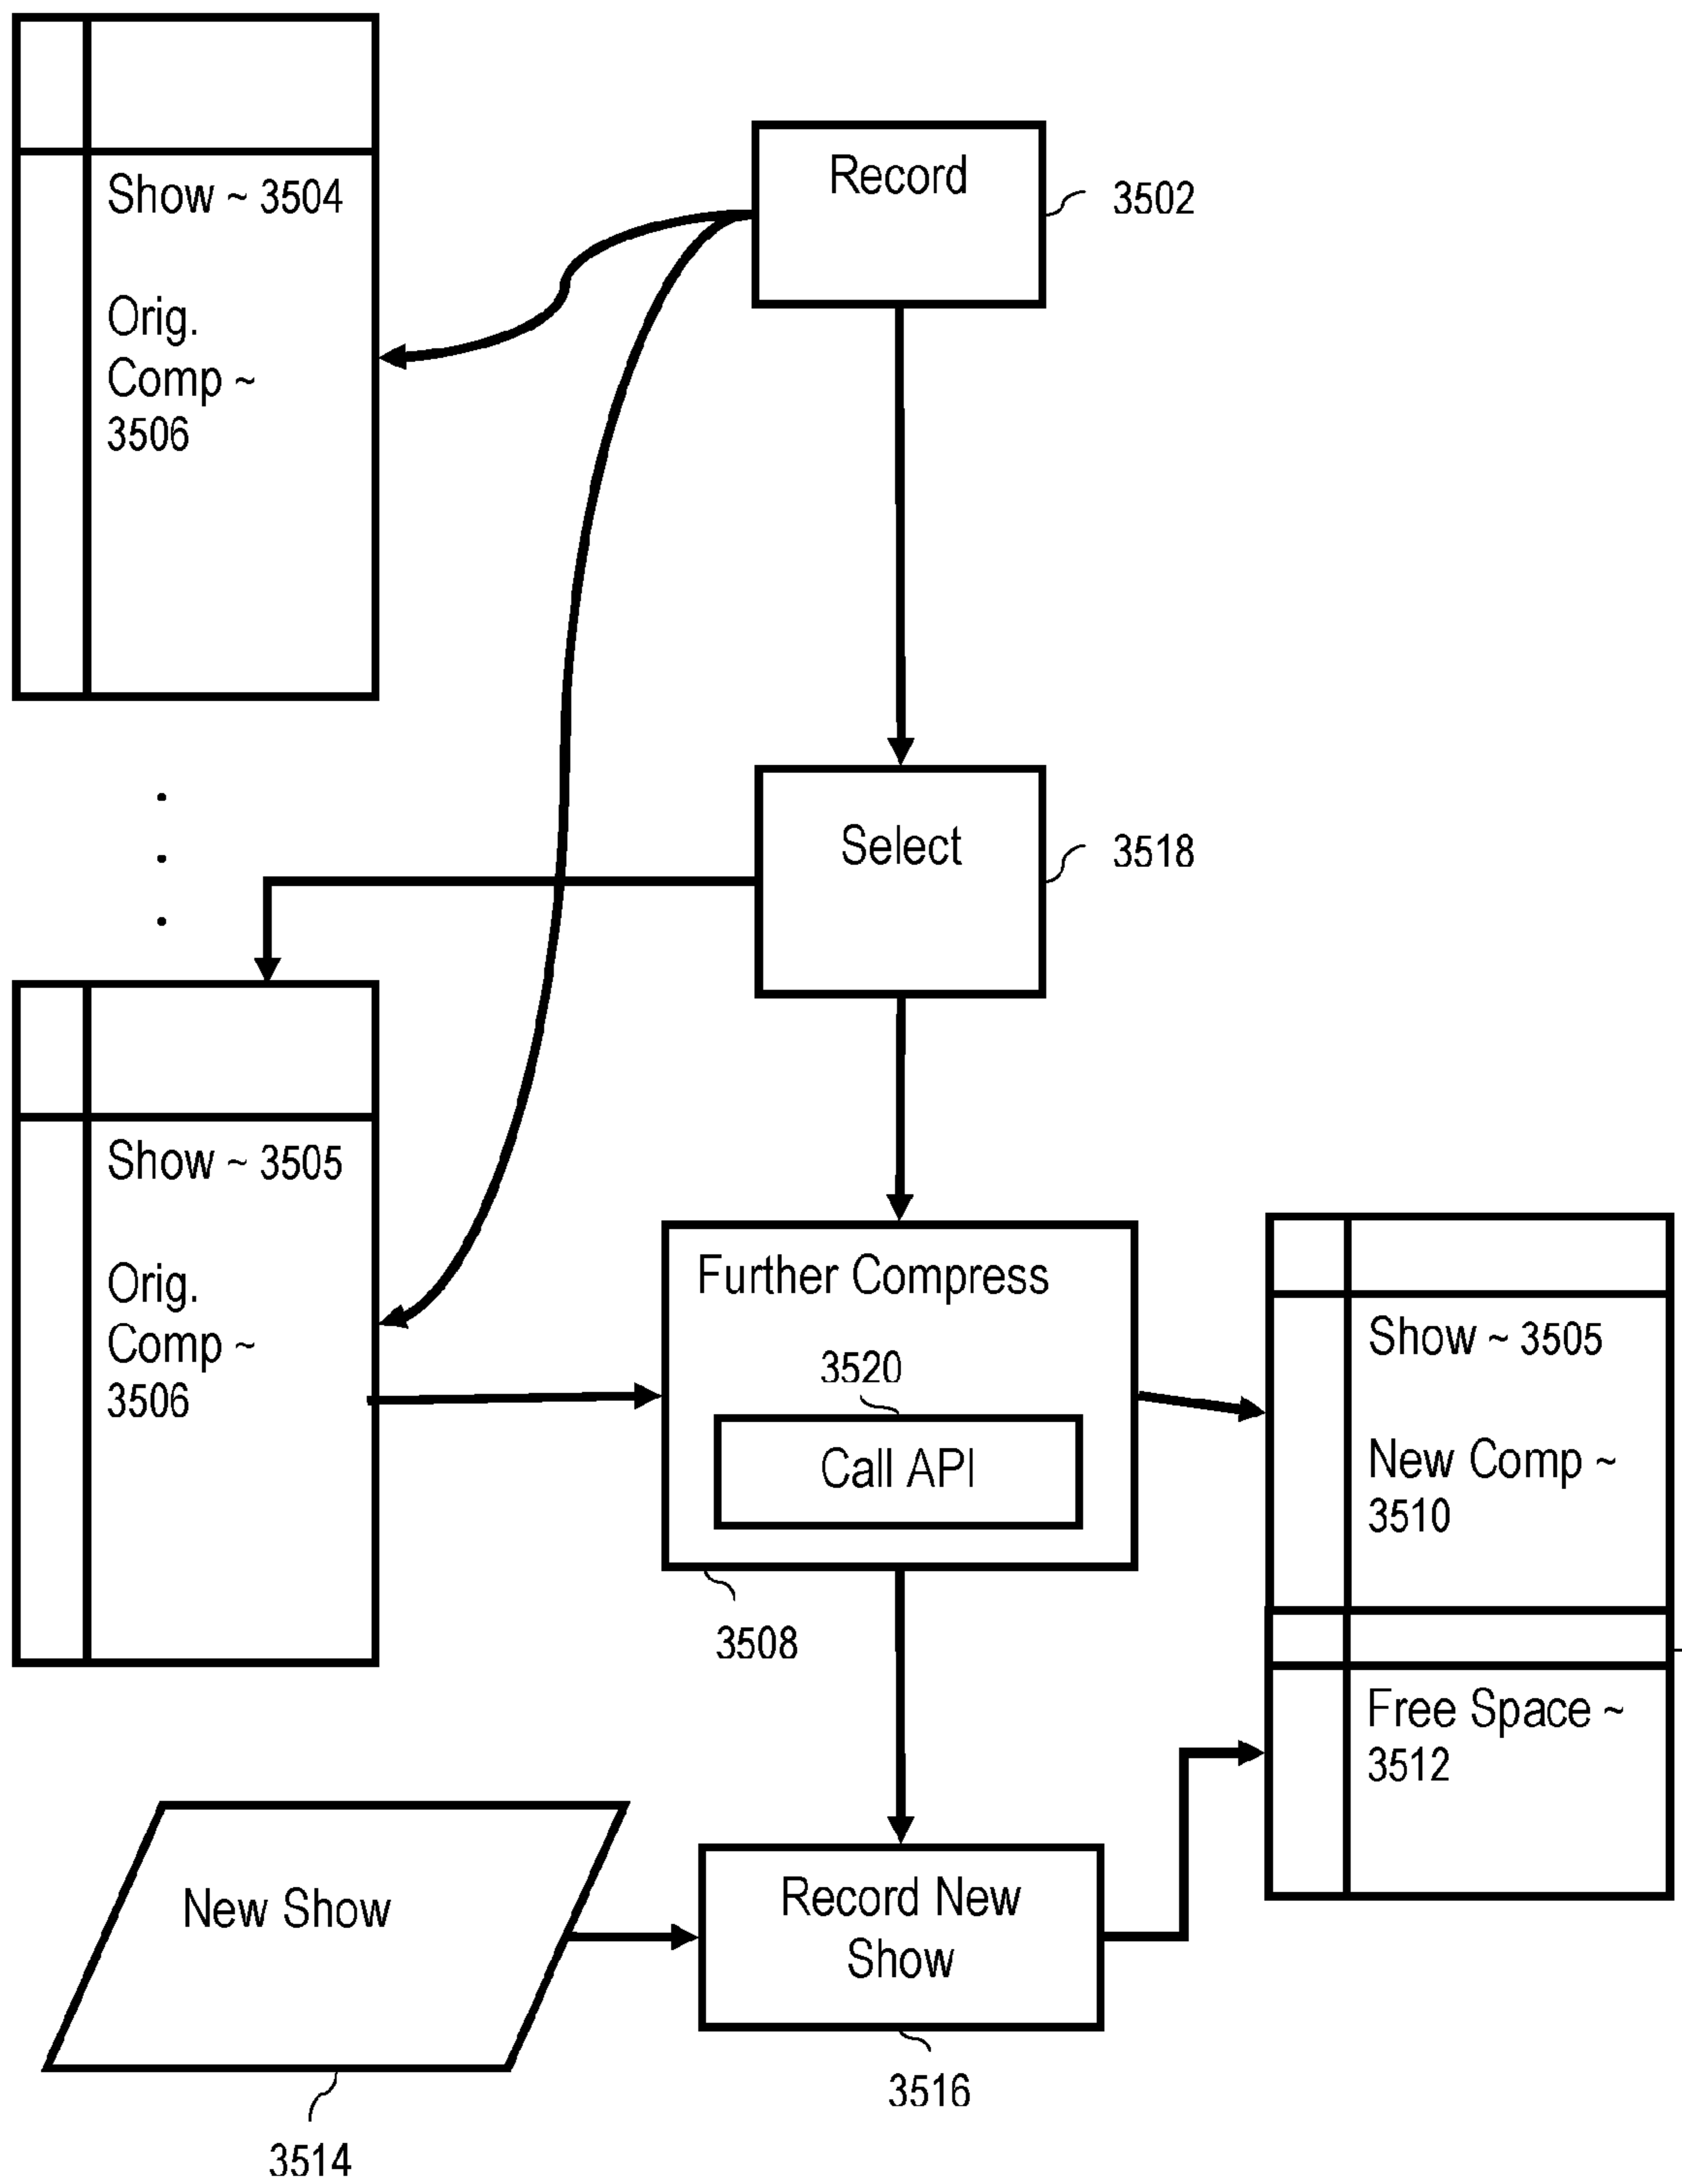 Show ~ 3504
Orig.
Comp ~
3506
Record
3502
Select
3518
Show ~ 3505
Orig.
Comp ~
3506
Further Compress
3520
Call API
3508
Show ~ 3505
New Comp ~
3510
Free Space ~
3512
New Show
3514
Record New
Show
3516